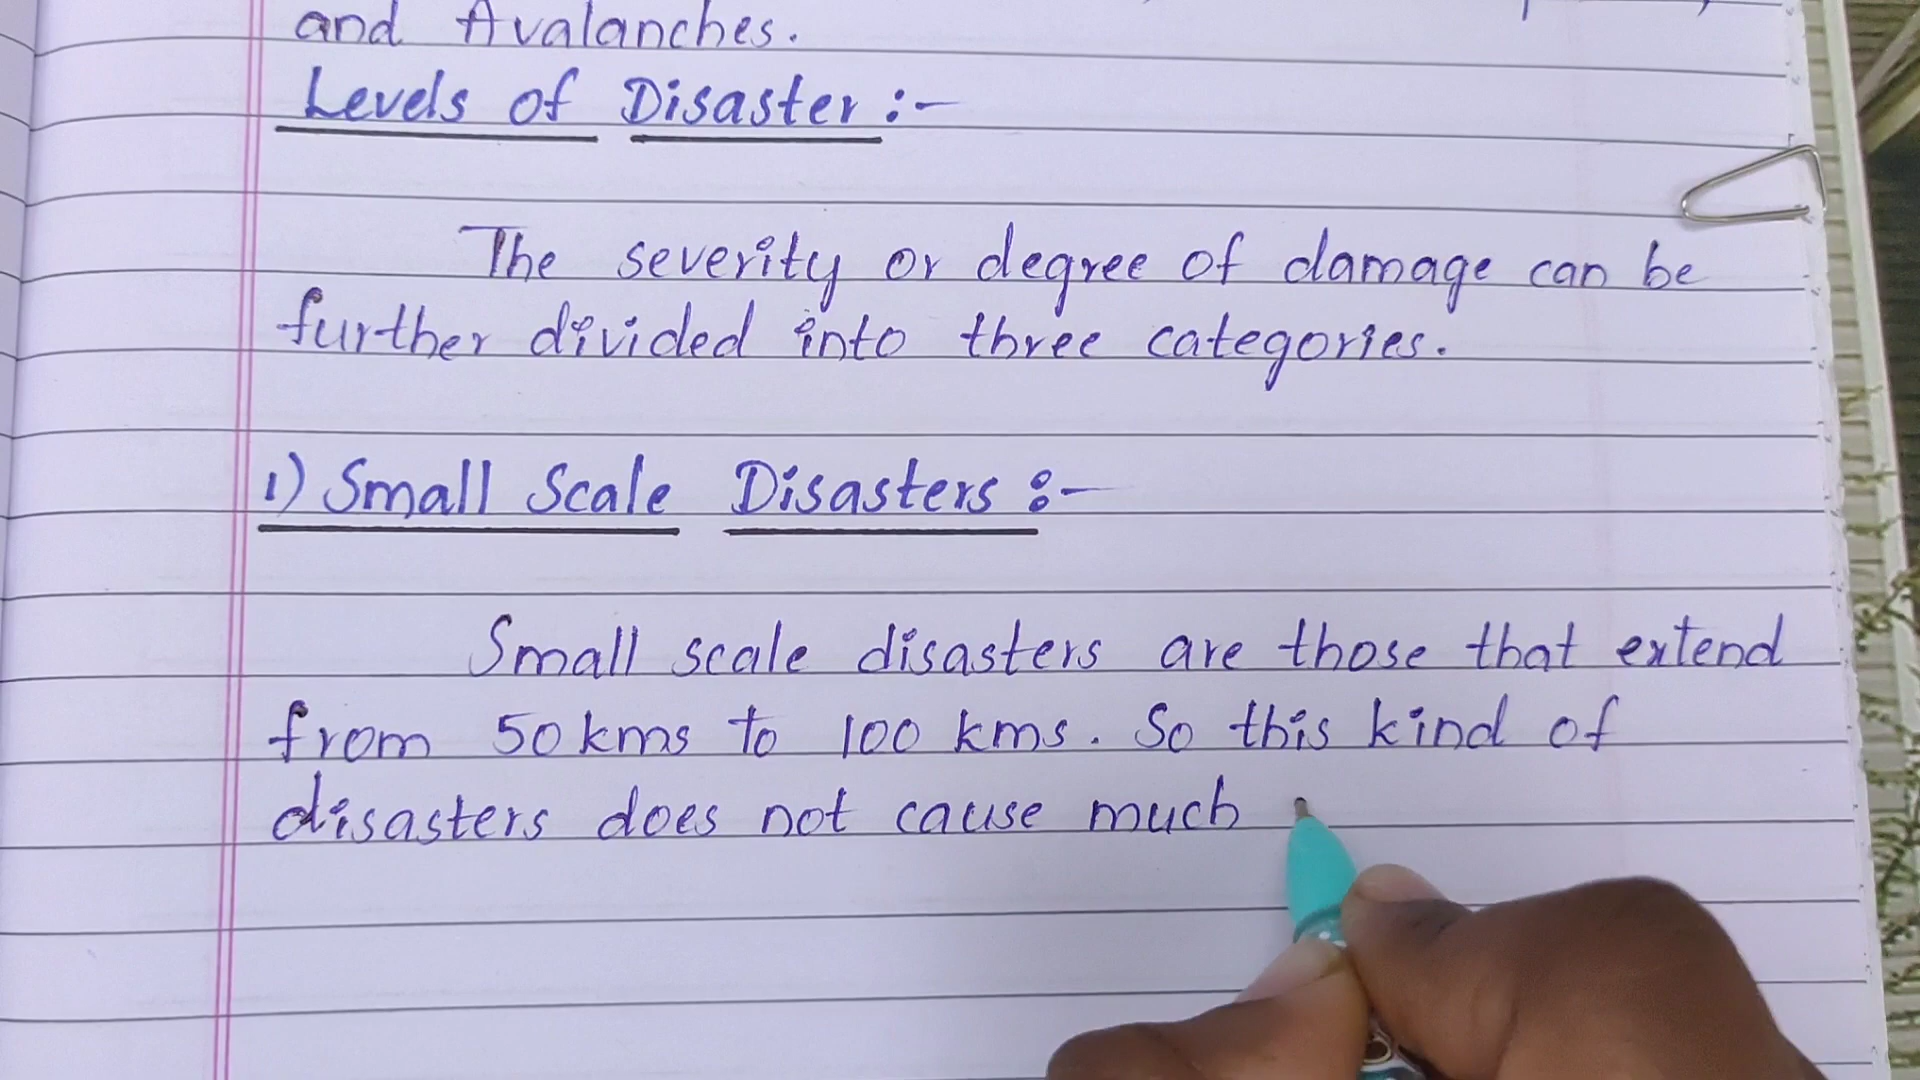 and Avalanches.
Levels of Disaster :-
The severity or degree of damage can be
further divided into three categories.
1) Small Scale Disasters :-
Small scale disasters are those that extend
from 50 kms to 100 kms. So this kind of
disasters does not cause much